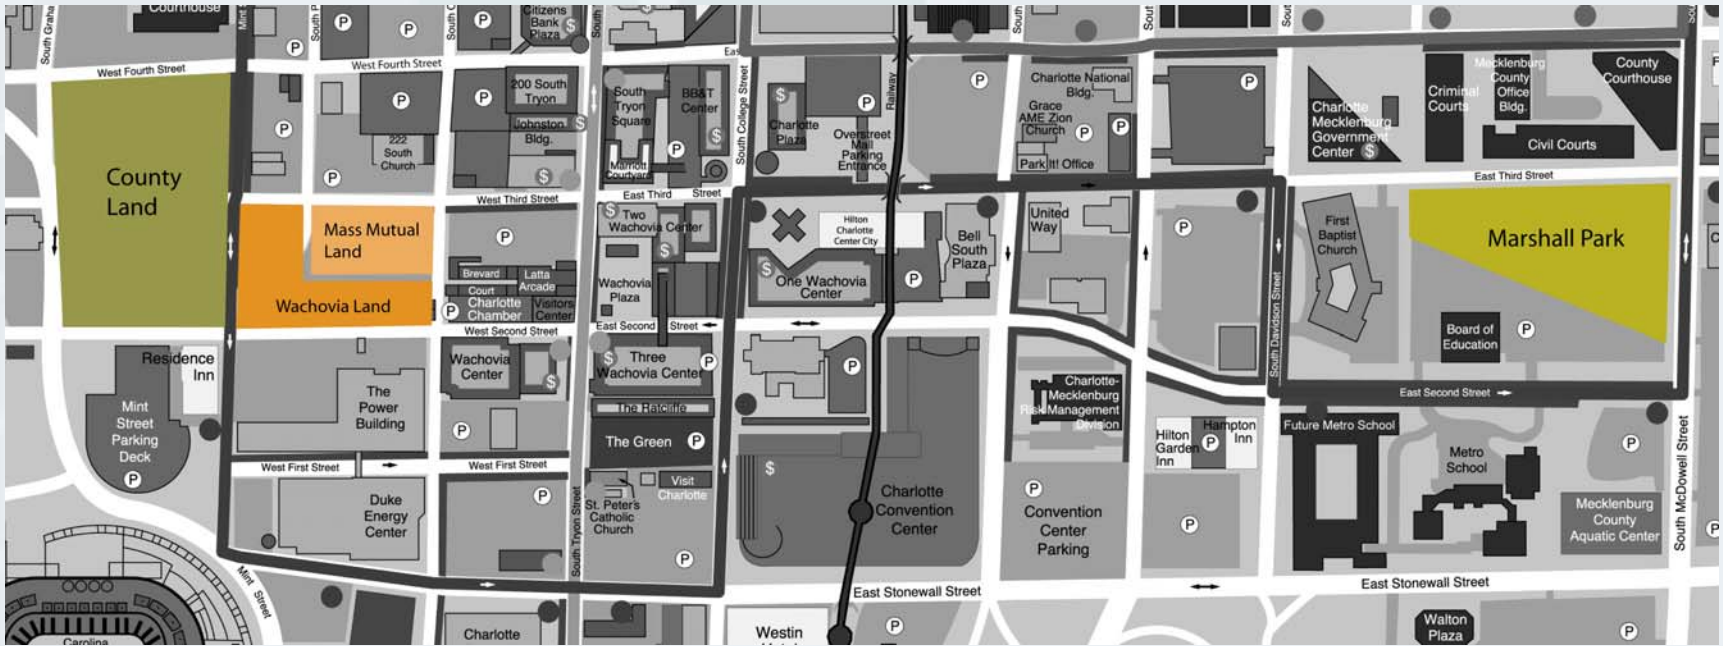 Courthouse
Mint S
South Graha
Citizens
Bank
Plaza
$
P
P
P
P
West Fourth Street
West Fourth Street
Eas
County
Land
Mass Mutual
Land
Wachovia Land
P
P
P
222
South
Church
P
200 South
Tryon
Johnston
Bldg.
$
$
South
Tryon
Square
BB&T
Center
$
P
Marriott
Courtyard
South College Street
$
Charlotte
Plaza
P
Overstreet
Mall
Parking
Entrance
Railway
P
Charlotte National
Bldg.
Grace
AME Zion
Church
P
P
Park It! Office
P
Charlotte
Mecklenburg
Government
Center
$
Criminal
Courts
Mecklenburg
County
Office
Bldg.
County
Courthouse
Civil Courts
West Third Street
East Third
Street
East Third Street
P
Brevard
Court
Latta
Arcade
Charlotte
Chamber
Visitors
Center
P
$
Two
Wachovia Center
$
Wachovia
Plaza
Hilton
Charlotte
Center City
$
One Wachovia
Center
P
Bell
South
Plaza
United
Way
P
First
Baptist
Church
Marshall Park
South Davidson Street
Board of
Education
P
West Second Street
East Second
Street
East Second Street
Residence
Inn
Mint
Street
Parking
Deck
P
The
Power
Building
Wachovia
Center
$
P
$
Three
Wachovia Center
P
The Ratcliffe
The Green
P
P
Charlotte-
Mecklenburg
Risk Management
Division
Hilton
Garden
Inn
P
Hampton
Inn
Future Metro School
Metro
School
P
Mecklenburg
County
Aquatic Center
South McDowell Street
P
West First Street
West First Street
Duke
Energy
Center
P
South Tryon Street
St. Peter's
Catholic
Church
Visit
Charlotte
P
$
Charlotte
Convention
Center
P
Convention
Center
Parking
P
Mint Street
East Stonewall Street
East Stonewall Street
Carolina
Charlotte
Westin
P
Walton
Plaza
P